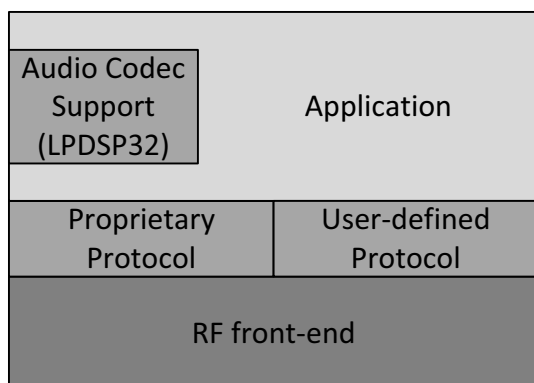 Audio Codec
Support
(LPDSP32)
Application
Proprietary
Protocol
User-defined
Protocol
RF front-end